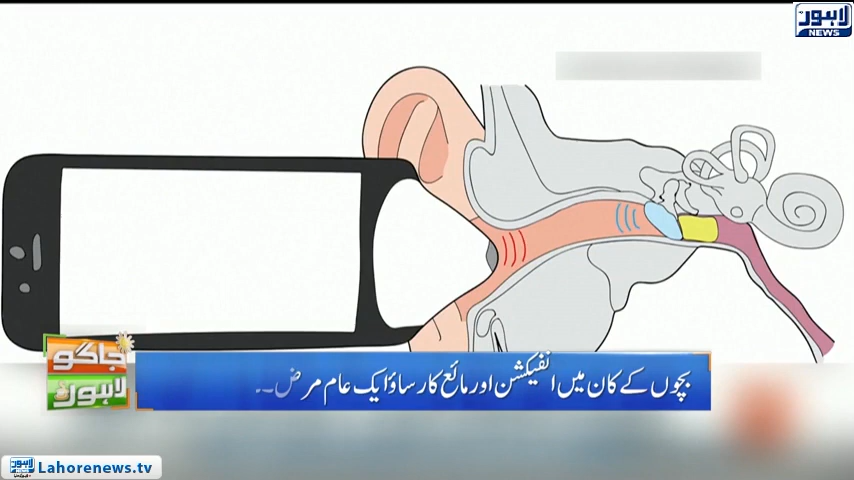 لاہور
NEWS
جاگو
لاہور
بچوں کے کان میں انفیکشن اور مائع کا رساؤ ایک عام مرض۔۔
لاہور
Lahorenews.tv